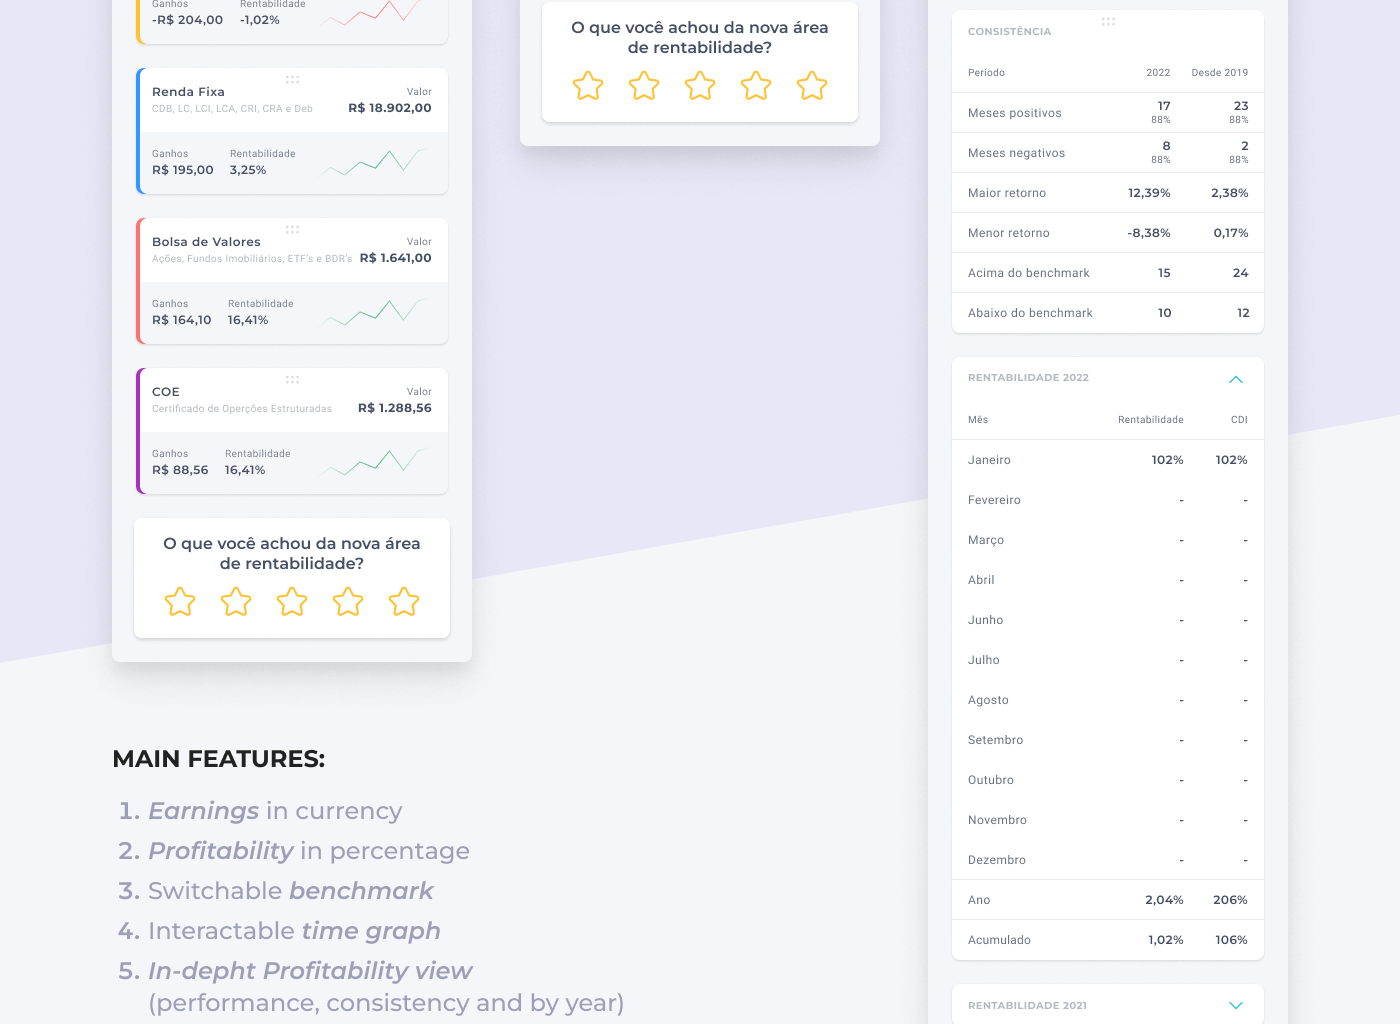 Ganhos
Rentabilidade
-R$ 204,00
-1,02%
Renda Fixa
Valor
CDB, LC, LCI, LCA, CRI, CRA e Deb
R$ 18.902,00
Ganhos
Rentabilidade
R$ 195,00
3,25%
Bolsa de Valores
Valor
Ações, Fundos Imobiliários, ETF's e BDR's
R$ 1.641,00
Ganhos
Rentabilidade
R$ 164,10
16,41%
COE
Valor
Certificado de Operções Estruturadas
R$ 1.288,56
Ganhos
Rentabilidade
R$ 88,56
16,41%
O que você achou da nova área
de rentabilidade?
O que você achou da nova área
de rentabilidade?
CONSISTÊNCIA
Período 2022 Desde 2019
Meses positivos 17 23
88% 88%
Meses negativos 8 2
88% 88%
Maior retorno 12,39% 2,38%
Menor retorno -8,38% 0,17%
Acima do benchmark 15 24
Abaixo do benchmark 10 12
RENTABILIDADE 2022
Mês Rentabilidade CDI
Janeiro 102% 102%
Fevereiro - -
Março - -
Abril - -
Junho - -
Julho - -
Agosto - -
Setembro - -
Outubro - -
Novembro - -
Dezembro - -
Ano 2,04% 206%
Acumulado 1,02% 106%
RENTABILIDADE 2021
MAIN FEATURES:
1. Earnings in currency
2. Profitability in percentage
3. Switchable benchmark
4. Interactable time graph
5. In-depht Profitability view
(performance, consistency and by year)